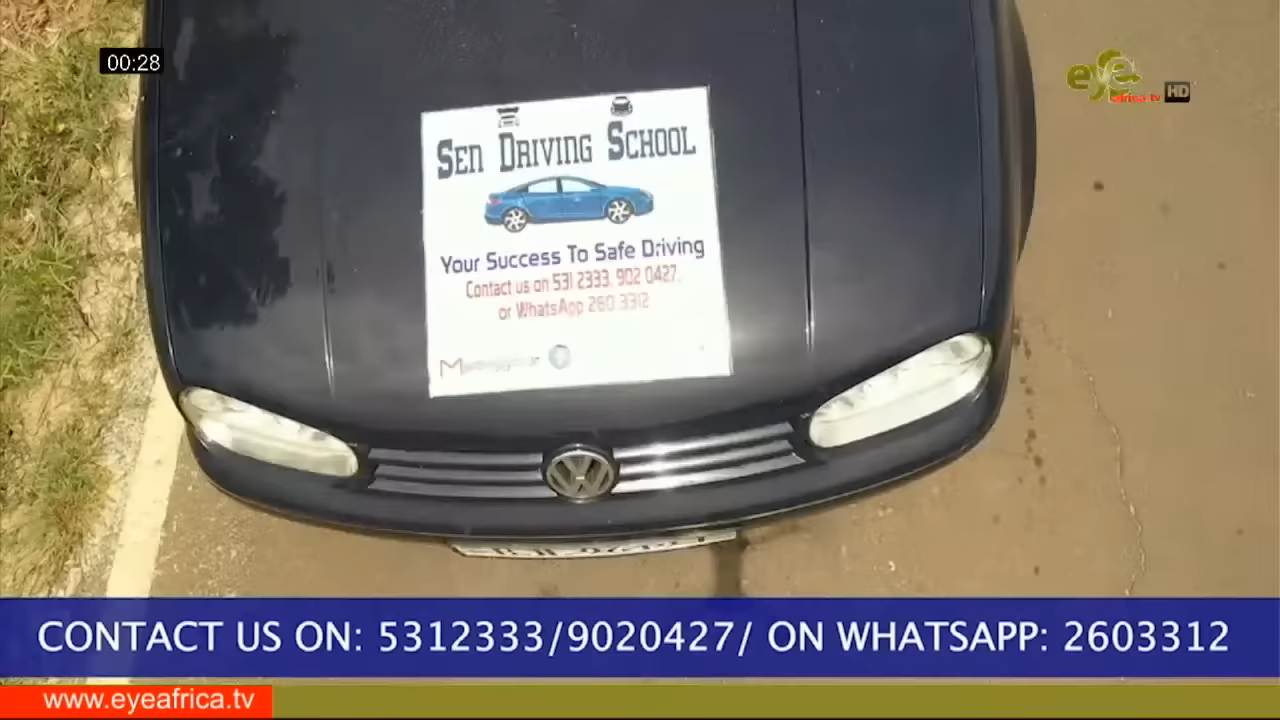 00:28
eye
africa.tv HD
SEN DRIVING SCHOOL
Your Success To Safe Driving
Contact us on 531 2333, 902 0427,
or WhatsApp 260 3312
CONTACT US ON: 5312333/9020427/ ON WHATSAPP: 2603312
www.eyeafrica.tv